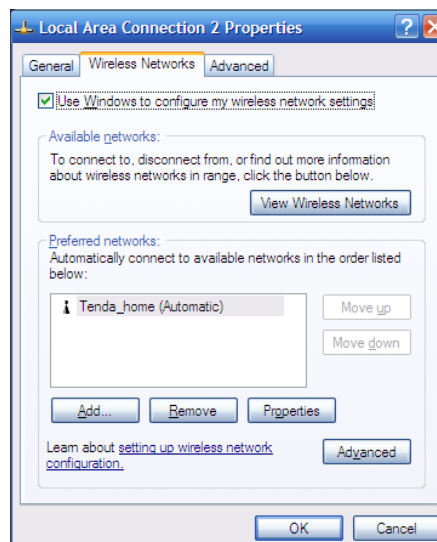 Local Area Connection 2 Properties
General
Wireless Networks
Advanced
Use Windows to configure my wireless network settings
Available networks:
To connect to, disconnect from, or find out more information
about wireless networks in range, click the button below.
View Wireless Networks
Preferred networks:
Automatically connect to available networks in the order listed
below:
Tenda_home (Automatic)
Move up
Move down
Add...
Remove
Properties
Learn about setting up wireless network
configuration.
Advanced
OK
Cancel